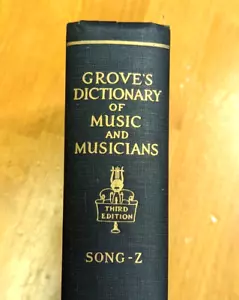 GROVE'S
DICTIONARY
OF
MUSIC
AND
MUSICIANS
THIRD
EDITION
SONG-Z